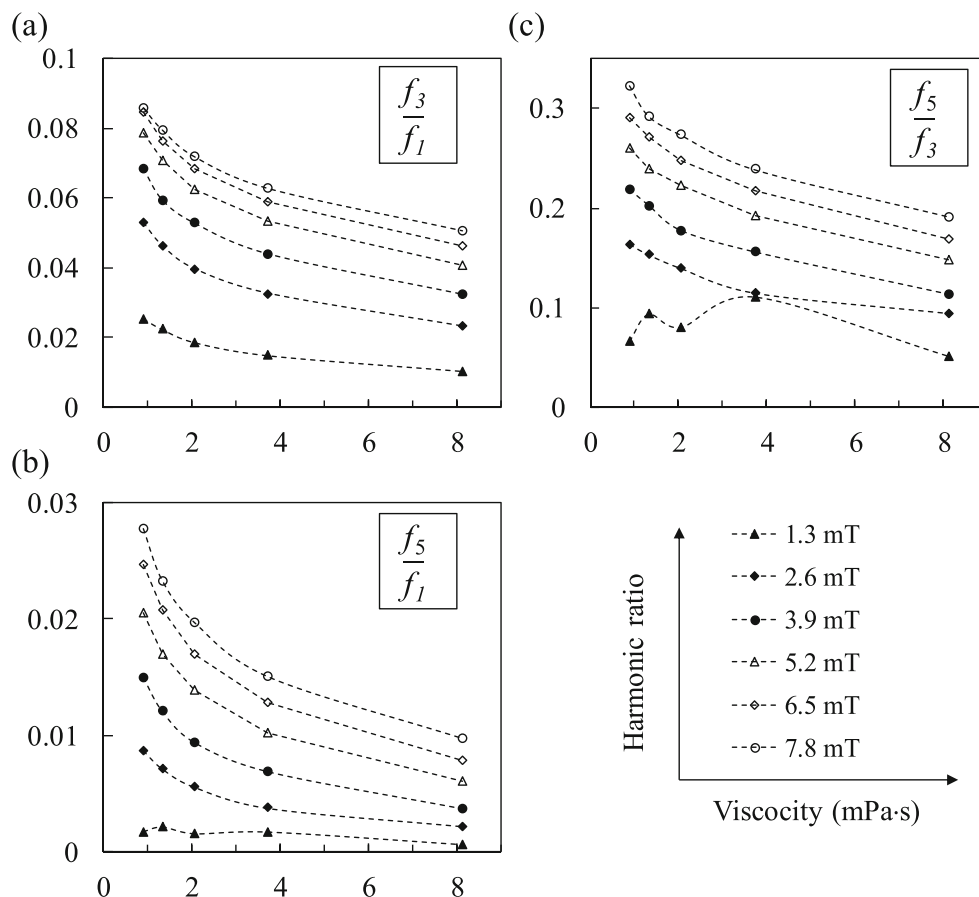 (a)
0.1
0.08
0.06
0.04
0.02
0
0 2 4 6 8
f3
f1
(c)
0.3
0.2
0.1
0
0 2 4 6 8
f5
f3
(b)
0.03
0.02
0.01
0
0 2 4 6 8
f5
f1
Harmonic ratio
1.3 mT
2.6 mT
3.9 mT
5.2 mT
6.5 mT
7.8 mT
Viscocity (mPa·s)